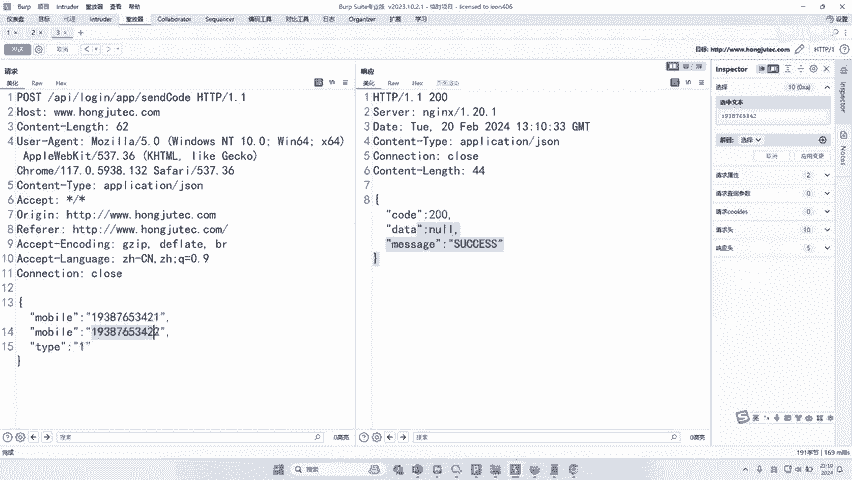 Burp 项目 Intruder 重放器 查看 帮助
Burp Suite专业版 v2023.10.2.1 - 临时项目 - licensed to leon406
仪表盘 目标 代理 Intruder 重放器 Collaborator Sequencer 编码工具 对比工具 日志 Organizer 扩展 学习
设置
1 × 2 × 3 × +
发送 取消
目标: http://www.hongjutec.com HTTP/1
请求
美化 Raw Hex
1 POST /api/login/app/sendCode HTTP/1.1
2 Host: www.hongjutec.com
3 Content-Length: 62
4 User-Agent: Mozilla/5.0 (Windows NT 10.0; Win64; x64)
AppleWebKit/537.36 (KHTML, like Gecko)
Chrome/117.0.5938.132 Safari/537.36
5 Content-Type: application/json
6 Accept: */*
7 Origin: http://www.hongjutec.com
8 Referer: http://www.hongjutec.com/
9 Accept-Encoding: gzip, deflate, br
10 Accept-Language: zh-CN,zh;q=0.9
11 Connection: close
12
13 {
"mobile":"19387653421",
14 "mobile":"19387653422",
15 "type":"1"
}
搜索
0高亮
完成
响应
美化 Raw Hex 页面渲染
1 HTTP/1.1 200
2 Server: nginx/1.20.1
3 Date: Tue, 20 Feb 2024 13:10:33 GMT
4 Content-Type: application/json
5 Connection: close
6 Content-Length: 44
7
8 {
"code":200,
"data":null,
"message":"SUCCESS"
}
搜索
0高亮
191字节 | 169 millis
Inspector
选择 10 (0xa)
选中文本
1938765342
解码: 选择
取消 应用变更
请求属性 2
请求查询参数 0
请求cookies 0
请求头 10
响应头 5
Inspector
Notes
搜索
英
21:10
2024